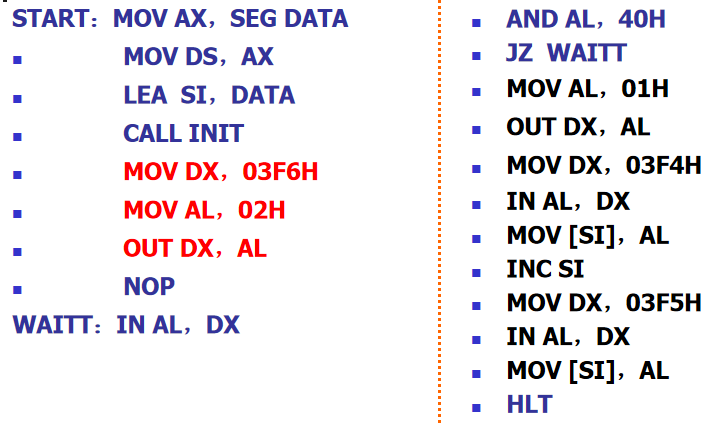 START：MOV AX，SEG DATA
MOV DS，AX
LEA SI，DATA
CALL INIT
MOV DX，03F6H
MOV AL，02H
OUT DX，AL
NOP
WAITT：IN AL，DX
AND AL，40H
JZ WAITT
MOV AL，01H
OUT DX，AL
MOV DX，03F4H
IN AL，DX
MOV [SI]，AL
INC SI
MOV DX，03F5H
IN AL，DX
MOV [SI]，AL
HLT